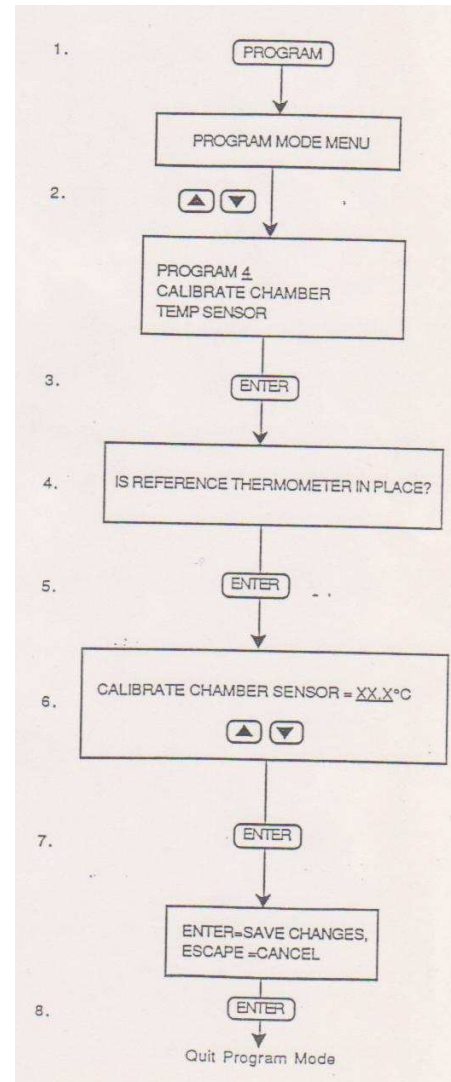 1.
PROGRAM
PROGRAM MODE MENU
2.
PROGRAM 4
CALIBRATE CHAMBER
TEMP SENSOR
3.
ENTER
4.
IS REFERENCE THERMOMETER IN PLACE?
5.
ENTER
6.
CALIBRATE CHAMBER SENSOR = XX.X°C
7.
ENTER
ENTER=SAVE CHANGES,
ESCAPE =CANCEL
8.
ENTER
Quit Program Mode